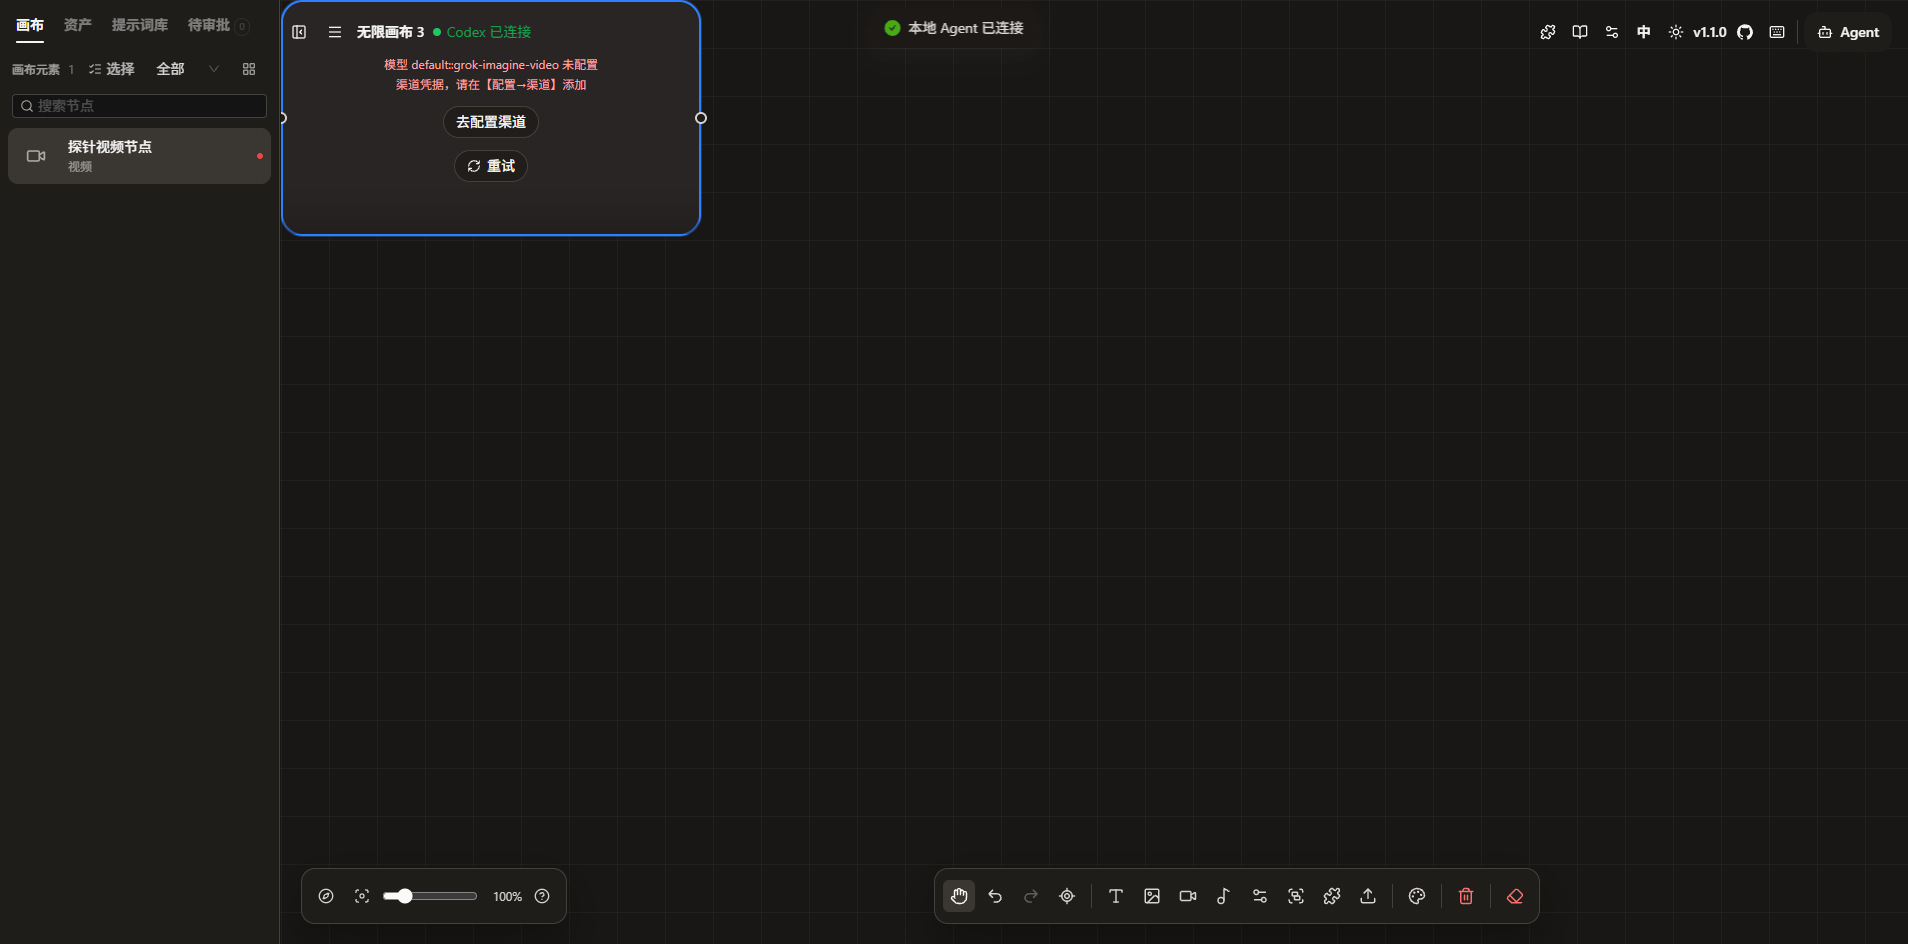 画布 资产 提示词库 待审批 0
画布元素 1 选择 全部
搜索节点
探针视频节点
视频
无限画布 3 Codex 已连接
模型 default::grok-imagine-video 未配置
渠道凭据，请在【配置→渠道】添加
去配置渠道
重试
本地 Agent 已连接
中 v1.1.0 Agent
100%